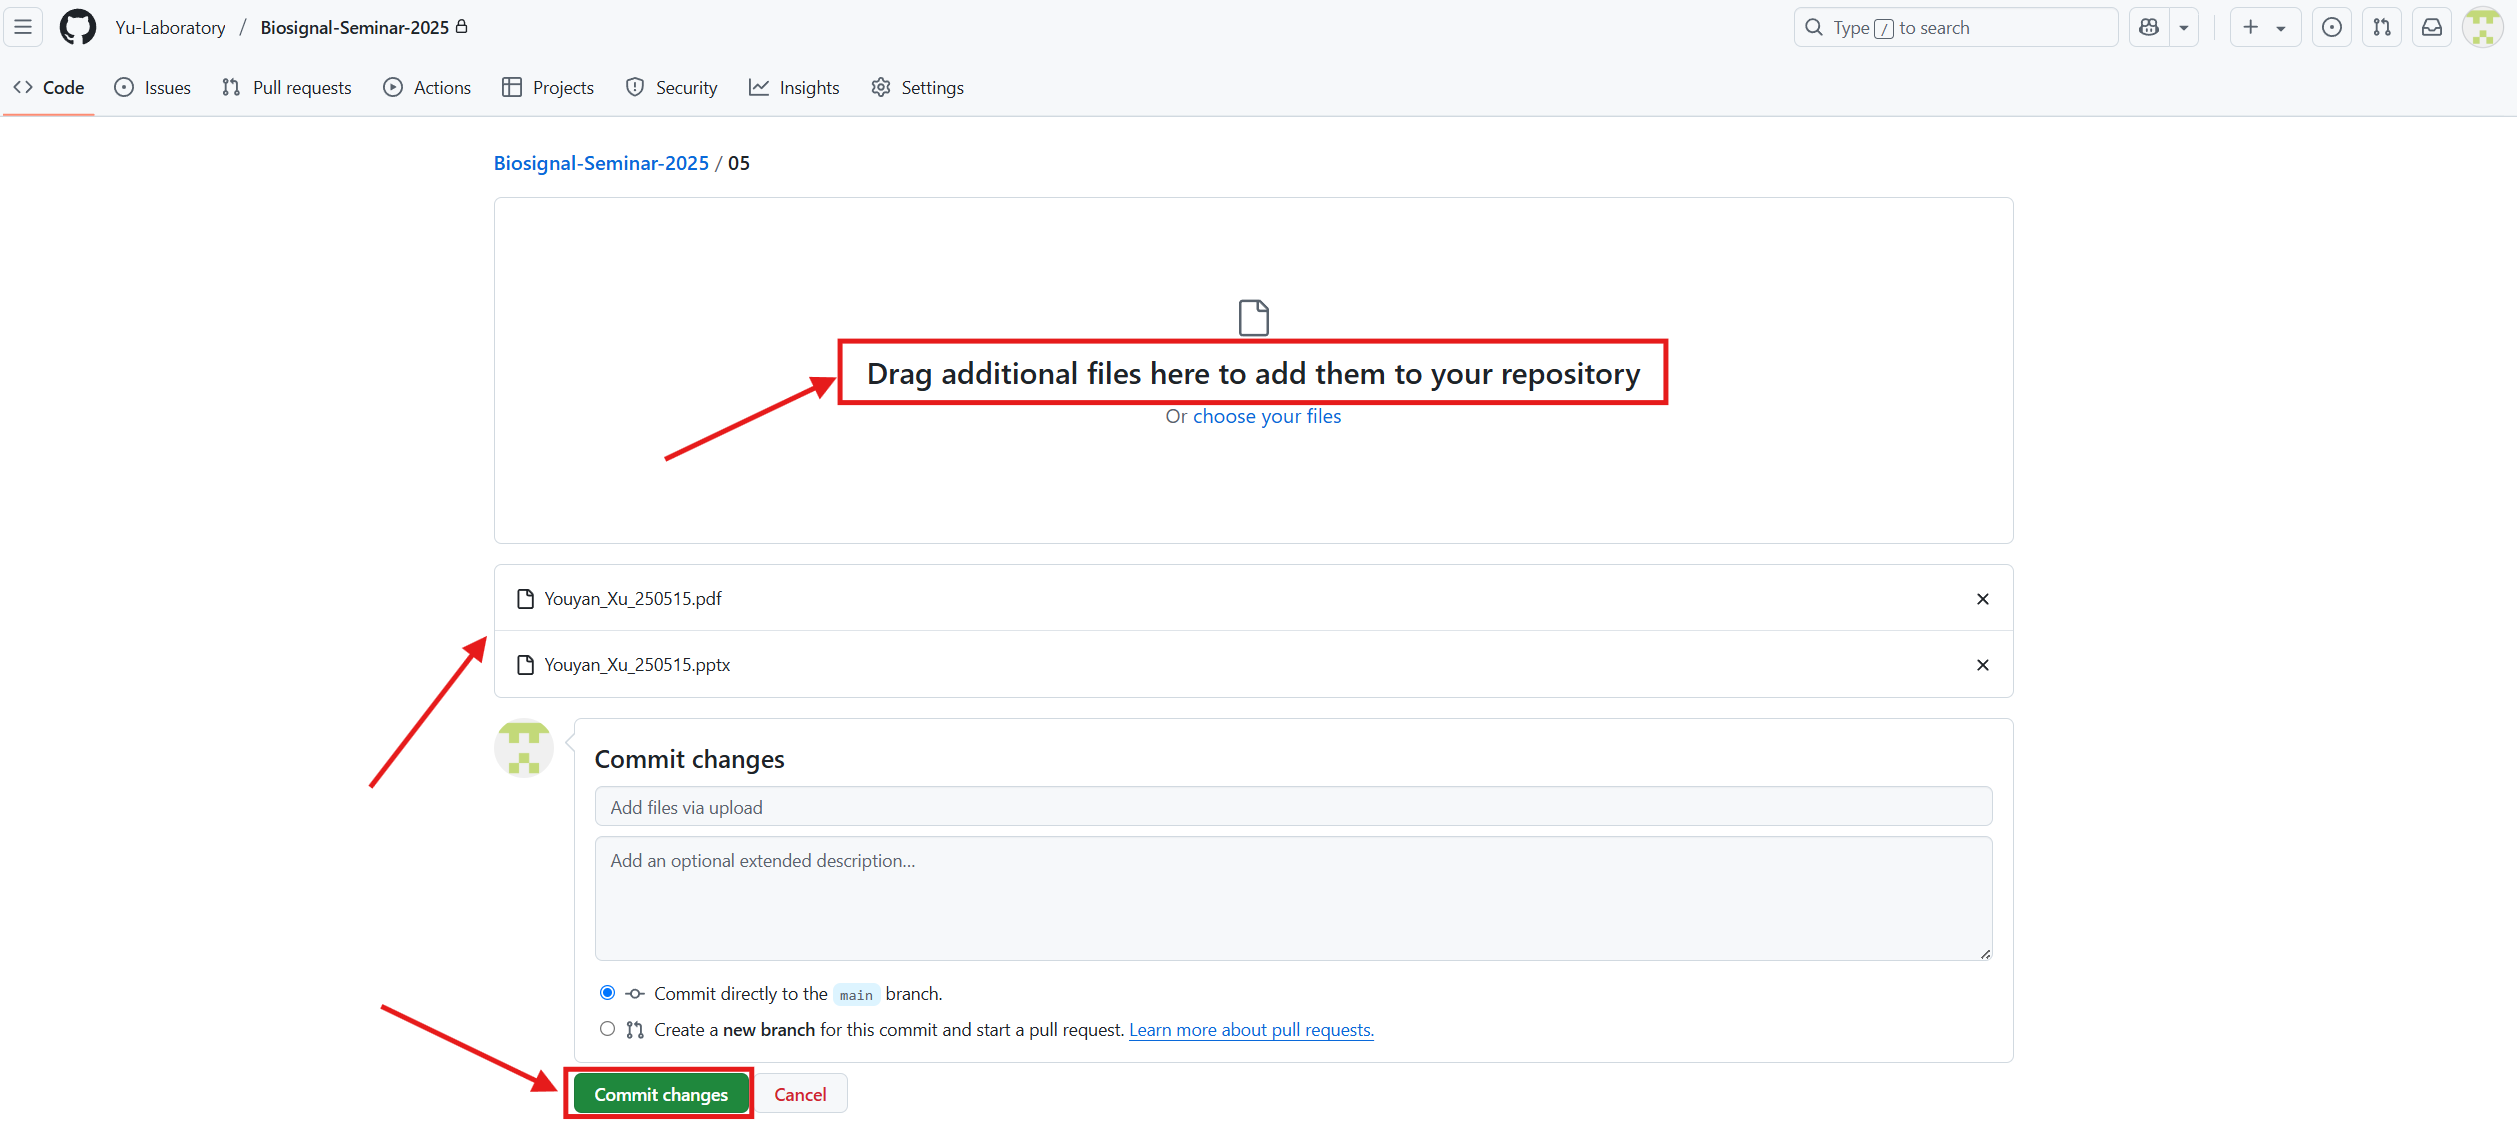 Yu-Laboratory / Biosignal-Seminar-2025
Type / to search
Code Issues Pull requests Actions Projects Security Insights Settings
Biosignal-Seminar-2025 / 05
Drag additional files here to add them to your repository
Or choose your files
Youyan_Xu_250515.pdf
Youyan_Xu_250515.pptx
Commit changes
Add files via upload
Add an optional extended description...
Commit directly to the main branch.
Create a new branch for this commit and start a pull request. Learn more about pull requests.
Commit changes Cancel